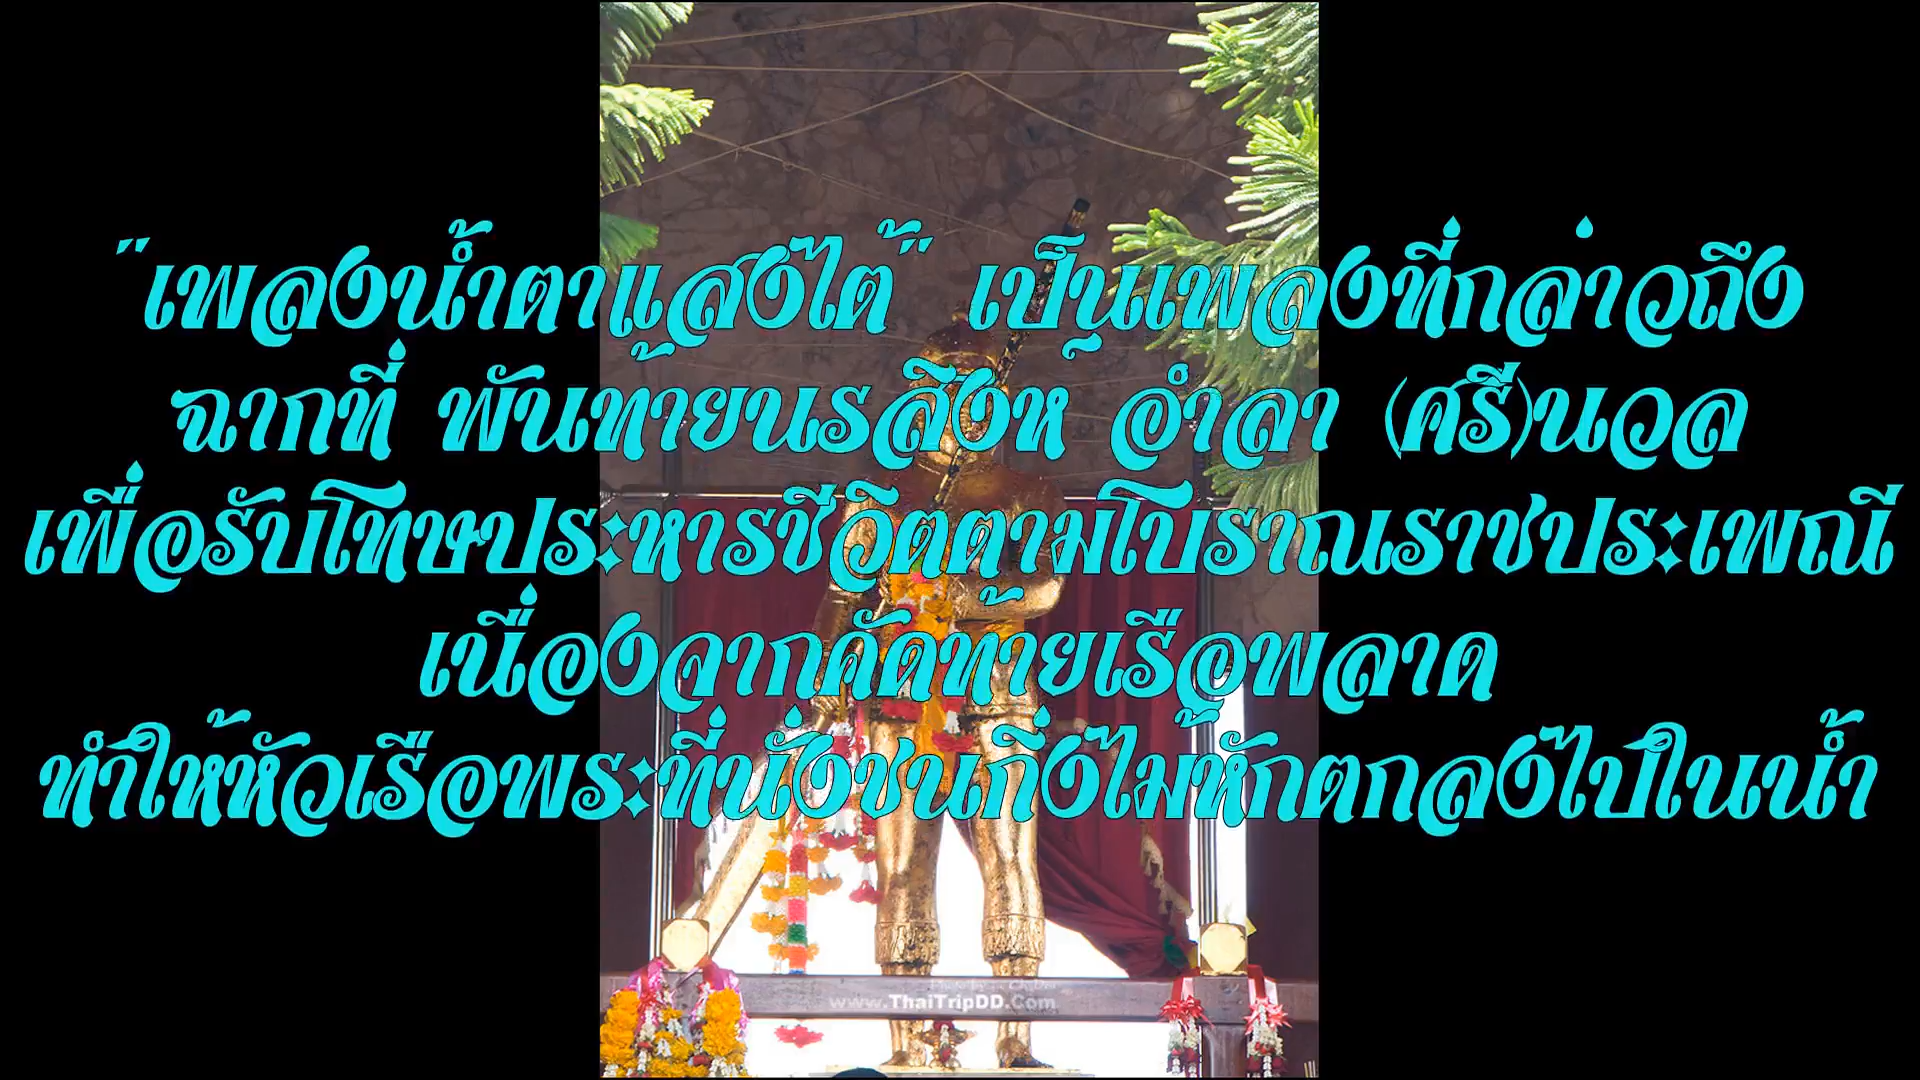 "เพลงน้ำตาแสงไต้" เป็นเพลงที่กล่าวถึง
ฉากที่ พันท้ายนรสิงห อำลา (ศรี)นวล
เพื่อรับโทษประหารชีวิตตามโบราณราชประเพณี
เนื่องจากคัดท้ายเรือพลาด
ทำให้หัวเรือพระที่นั่งชนกิ่งไม้หักตกลงไปในน้ำ
www.ThaiTripDD.Com